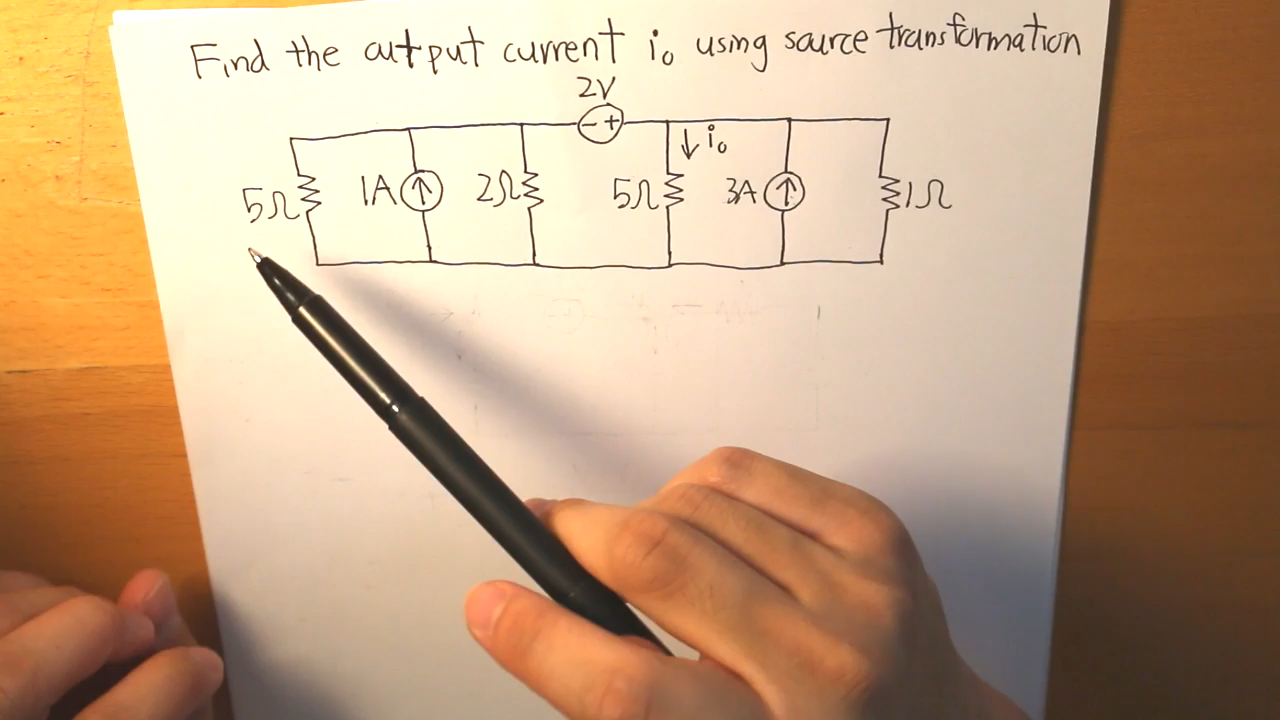 Find the output current i₀ using source transformation
2V
- +
i₀
5Ω 1A 2Ω 5Ω 3A 1Ω